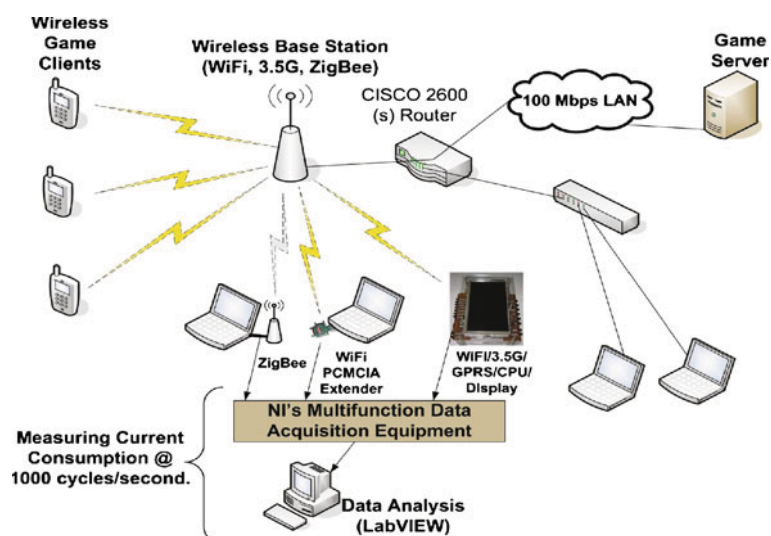 Wireless
Game
Clients
Wireless Base Station
(WiFi, 3.5G, ZigBee)
CISCO 2600
(s) Router
100 Mbps LAN
Game
Server
ZigBee
WiFi
PCMCIA
Extender
WiFI/3.5G/
GPRS/CPU/
DIsplay
NI's Multifunction Data
Acquisition Equipment
Measuring Current
Consumption @
1000 cycles/second.
Data Analysis
(LabVIEW)